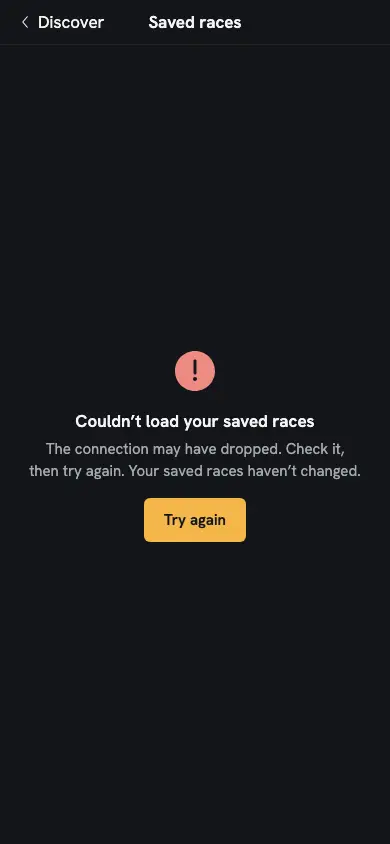 Discover
Saved races
!
Couldn’t load your saved races
The connection may have dropped. Check it,
then try again. Your saved races haven’t changed.
Try again